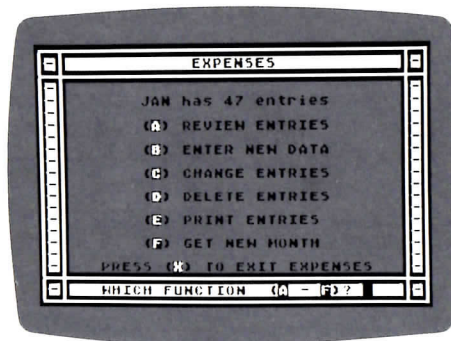 EXPENSES
JAN has 47 entries
(A) REVIEW ENTRIES
(B) ENTER NEW DATA
(C) CHANGE ENTRIES
(D) DELETE ENTRIES
(E) PRINT ENTRIES
(F) GET NEW MONTH
PRESS (X) TO EXIT EXPENSES
WHICH FUNCTION (A - F)?